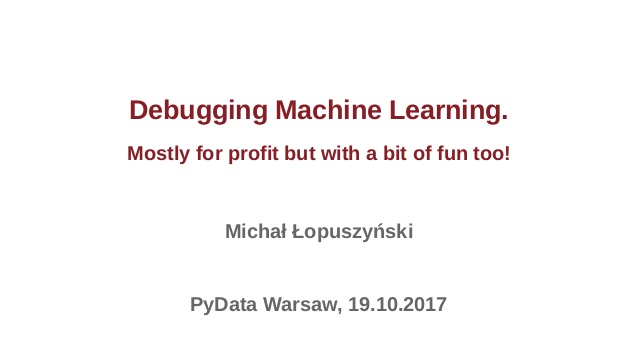 Debugging Machine Learning.
Mostly for profit but with a bit of fun too!
Michał Łopuszyński
PyData Warsaw, 19.10.2017